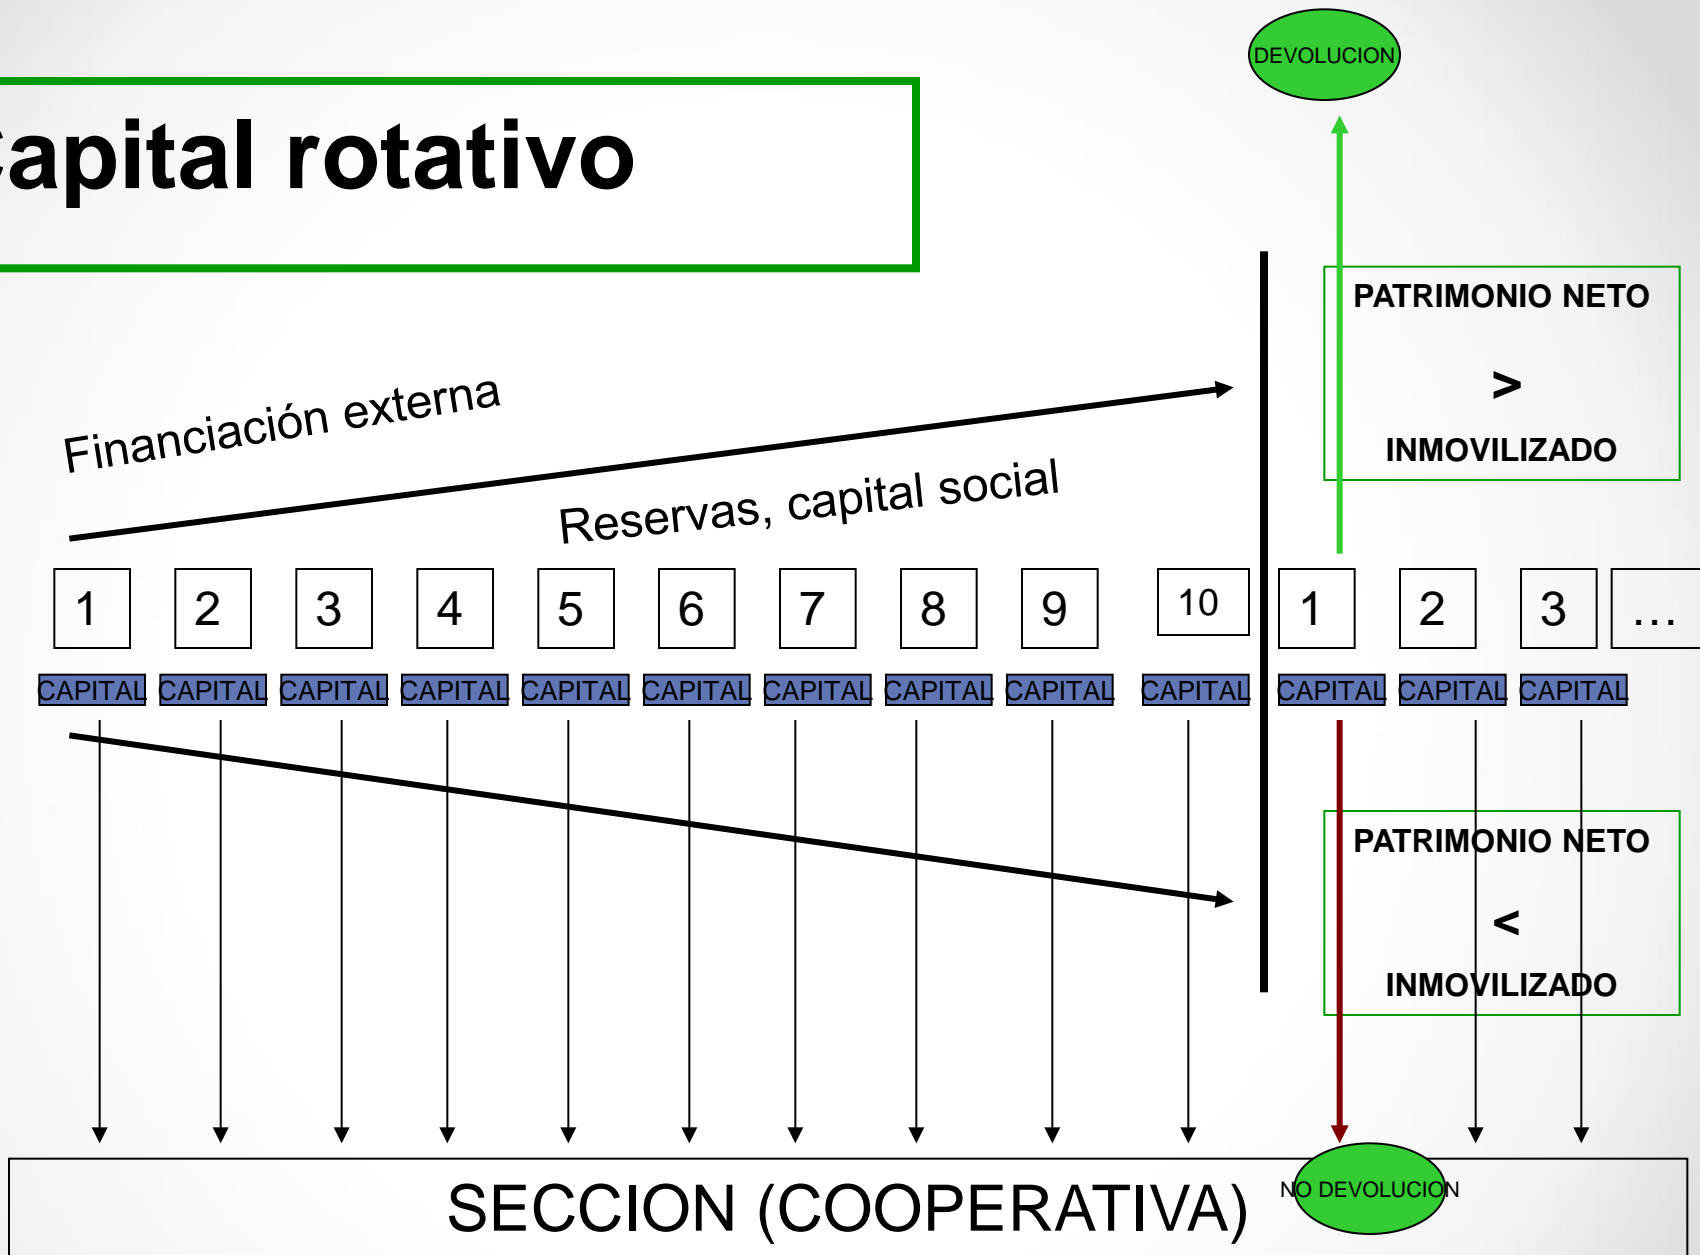 DEVOLUCION
Capital rotativo
PATRIMONIO NETO
>
INMOVILIZADO
Financiación externa
Reservas, capital social
1 2 3 4 5 6 7 8 9 10 1 2 3 ...
CAPITAL CAPITAL CAPITAL CAPITAL CAPITAL CAPITAL CAPITAL CAPITAL CAPITAL CAPITAL CAPITAL CAPITAL CAPITAL
PATRIMONIO NETO
<
INMOVILIZADO
SECCION (COOPERATIVA)
NO DEVOLUCION